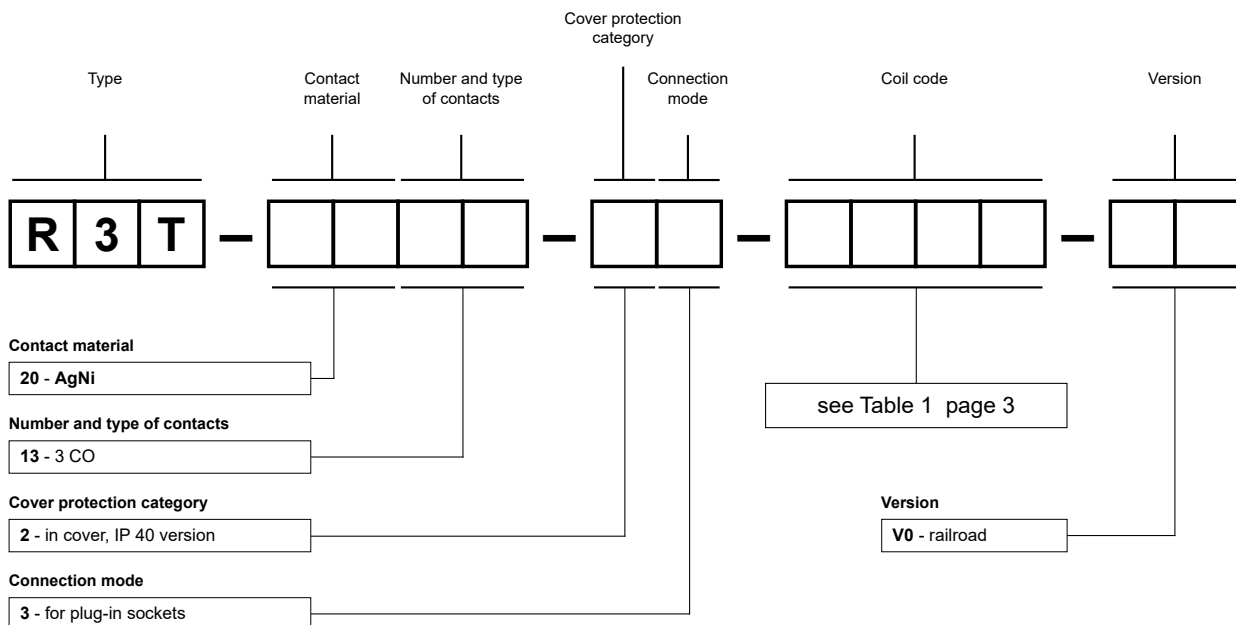 Cover protection
category
Type
Contact
material
Number and type
of contacts
Connection
mode
Coil code
Version
R 3 T – – – –
Contact material
20 - AgNi
see Table 1 page 3
Number and type of contacts
13 - 3 CO
Cover protection category
2 - in cover, IP 40 version
Version
V0 - railroad
Connection mode
3 - for plug-in sockets